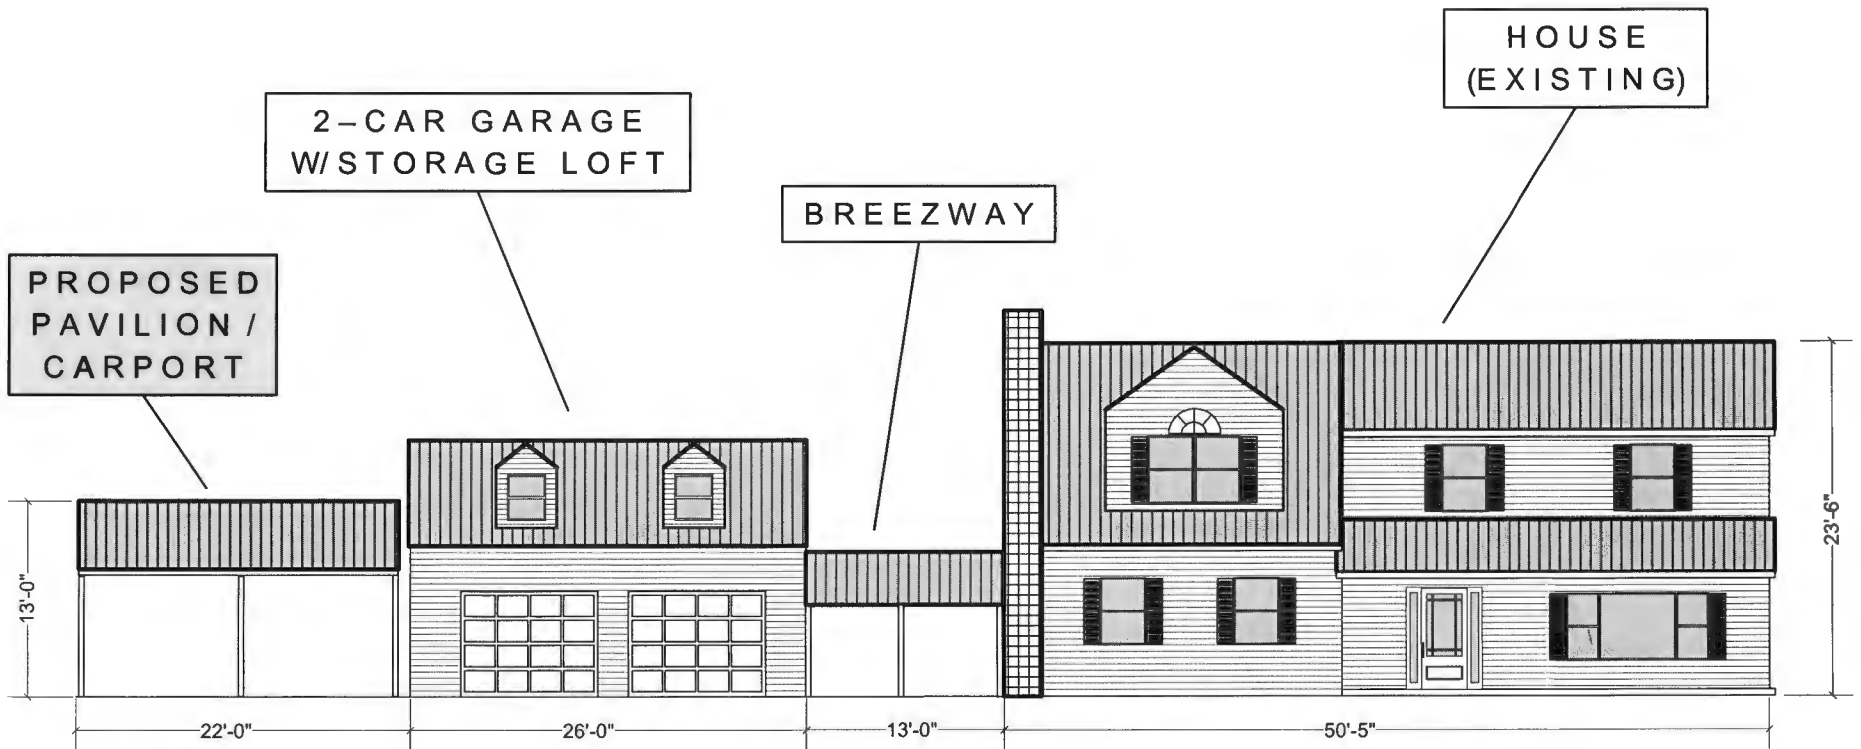 HOUSE
(EXISTING)
2-CAR GARAGE
W/STORAGE LOFT
BREEZWAY
PROPOSED
PAVILION /
CARPORT
13'-0"
23'-6"
22'-0"
26'-0"
13'-0"
50'-5"